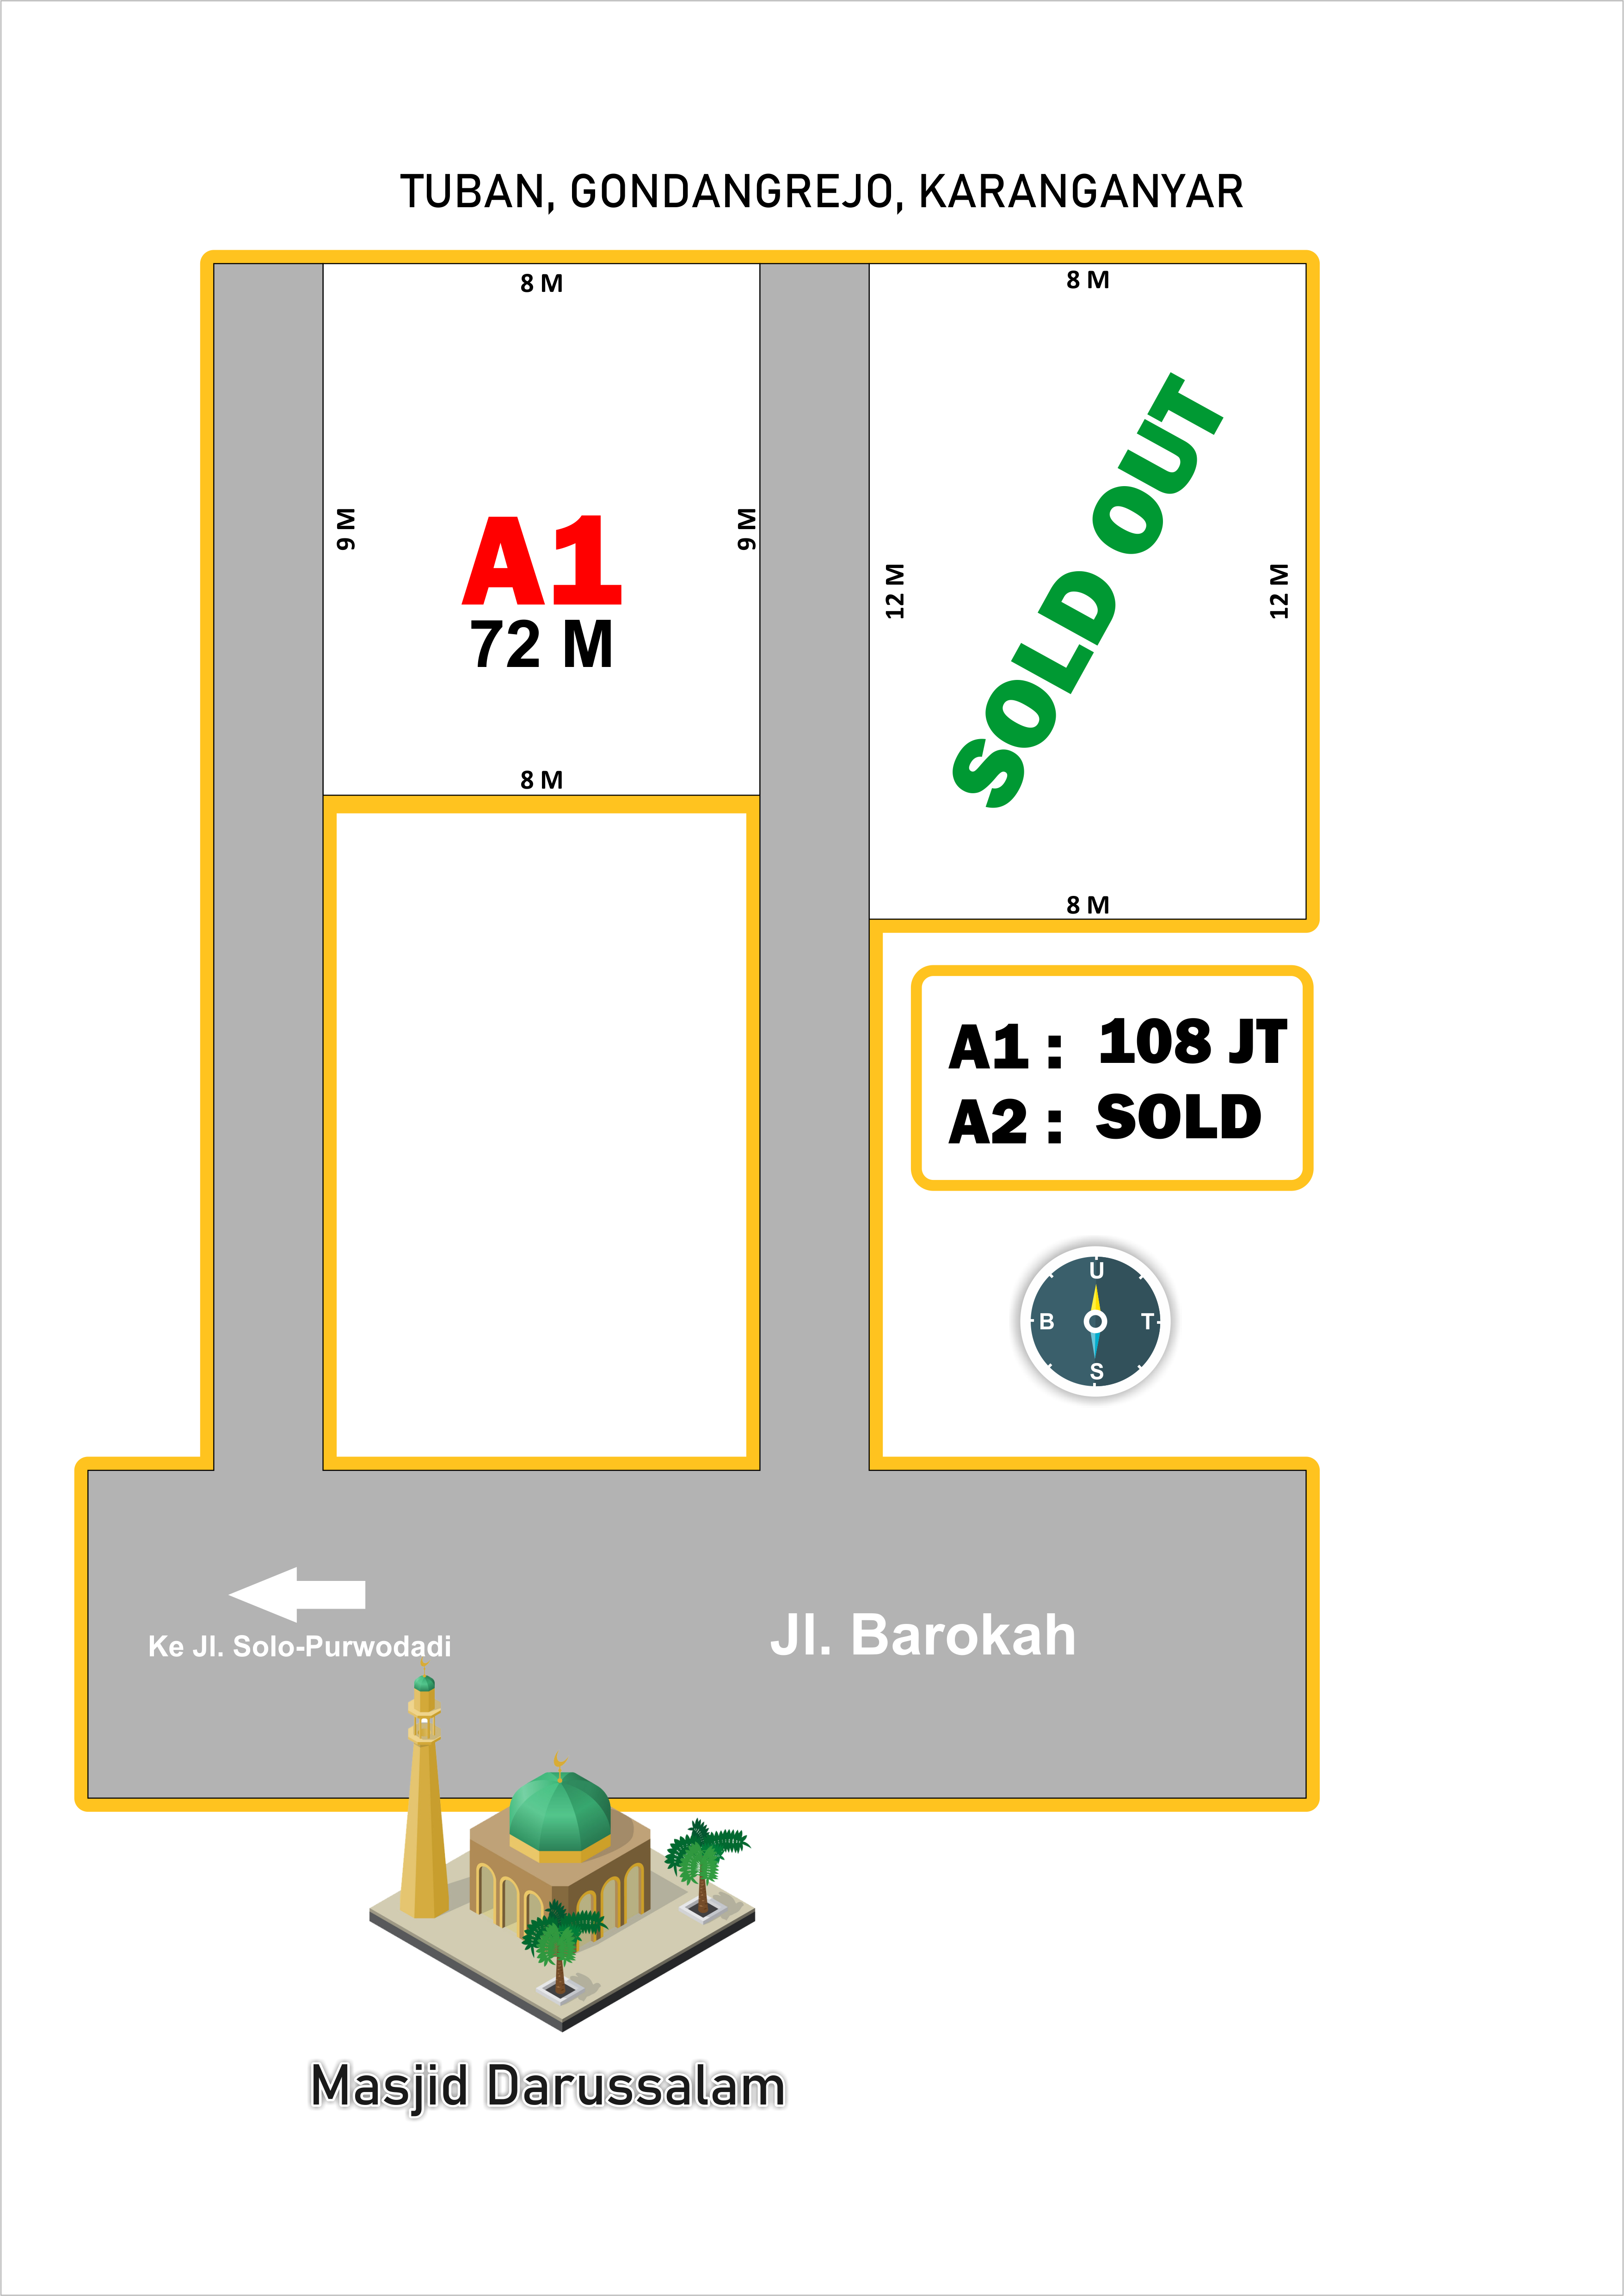 TUBAN, GONDANGREJO, KARANGANYAR
8 M
8 M
9 M
9 M
A1
72 M
8 M
12 M
12 M
SOLD OUT
8 M
A1 : 108 JT
A2 : SOLD
U
B
T
S
Ke Jl. Solo-Purwodadi
Jl. Barokah
Masjid Darussalam